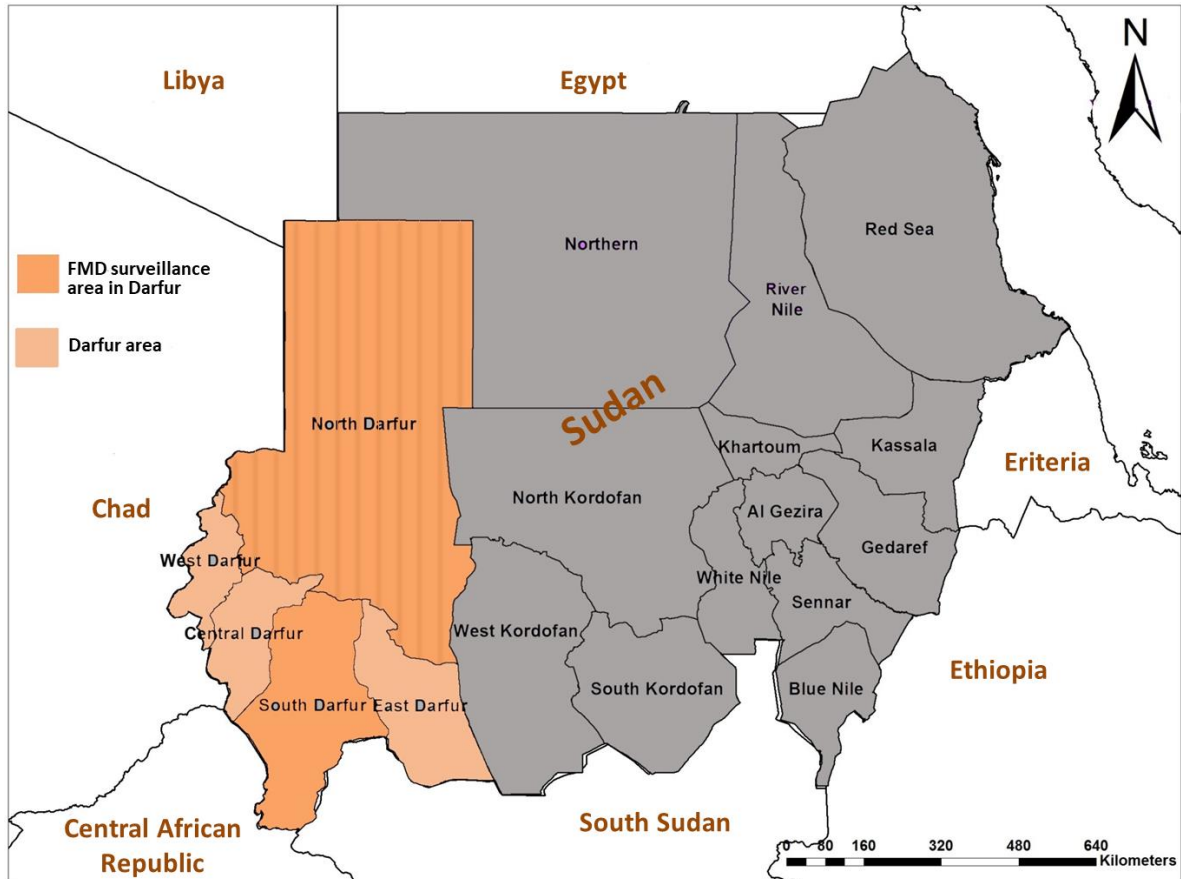 Libya
Egypt
N
FMD surveillance
area in Darfur
Darfur area
Northern
Red Sea
River
Nile
North Darfur
Sudan
Khartoum
Kassala
Eriteria
Chad
North Kordofan
Al Gezira
Gedaref
West Darfur
White Nile
Sennar
Central Darfur
West Kordofan
South Kordofan
Blue Nile
Ethiopia
South Darfur
East Darfur
Central African
Republic
South Sudan
0 80 160 320 480 640
Kilometers